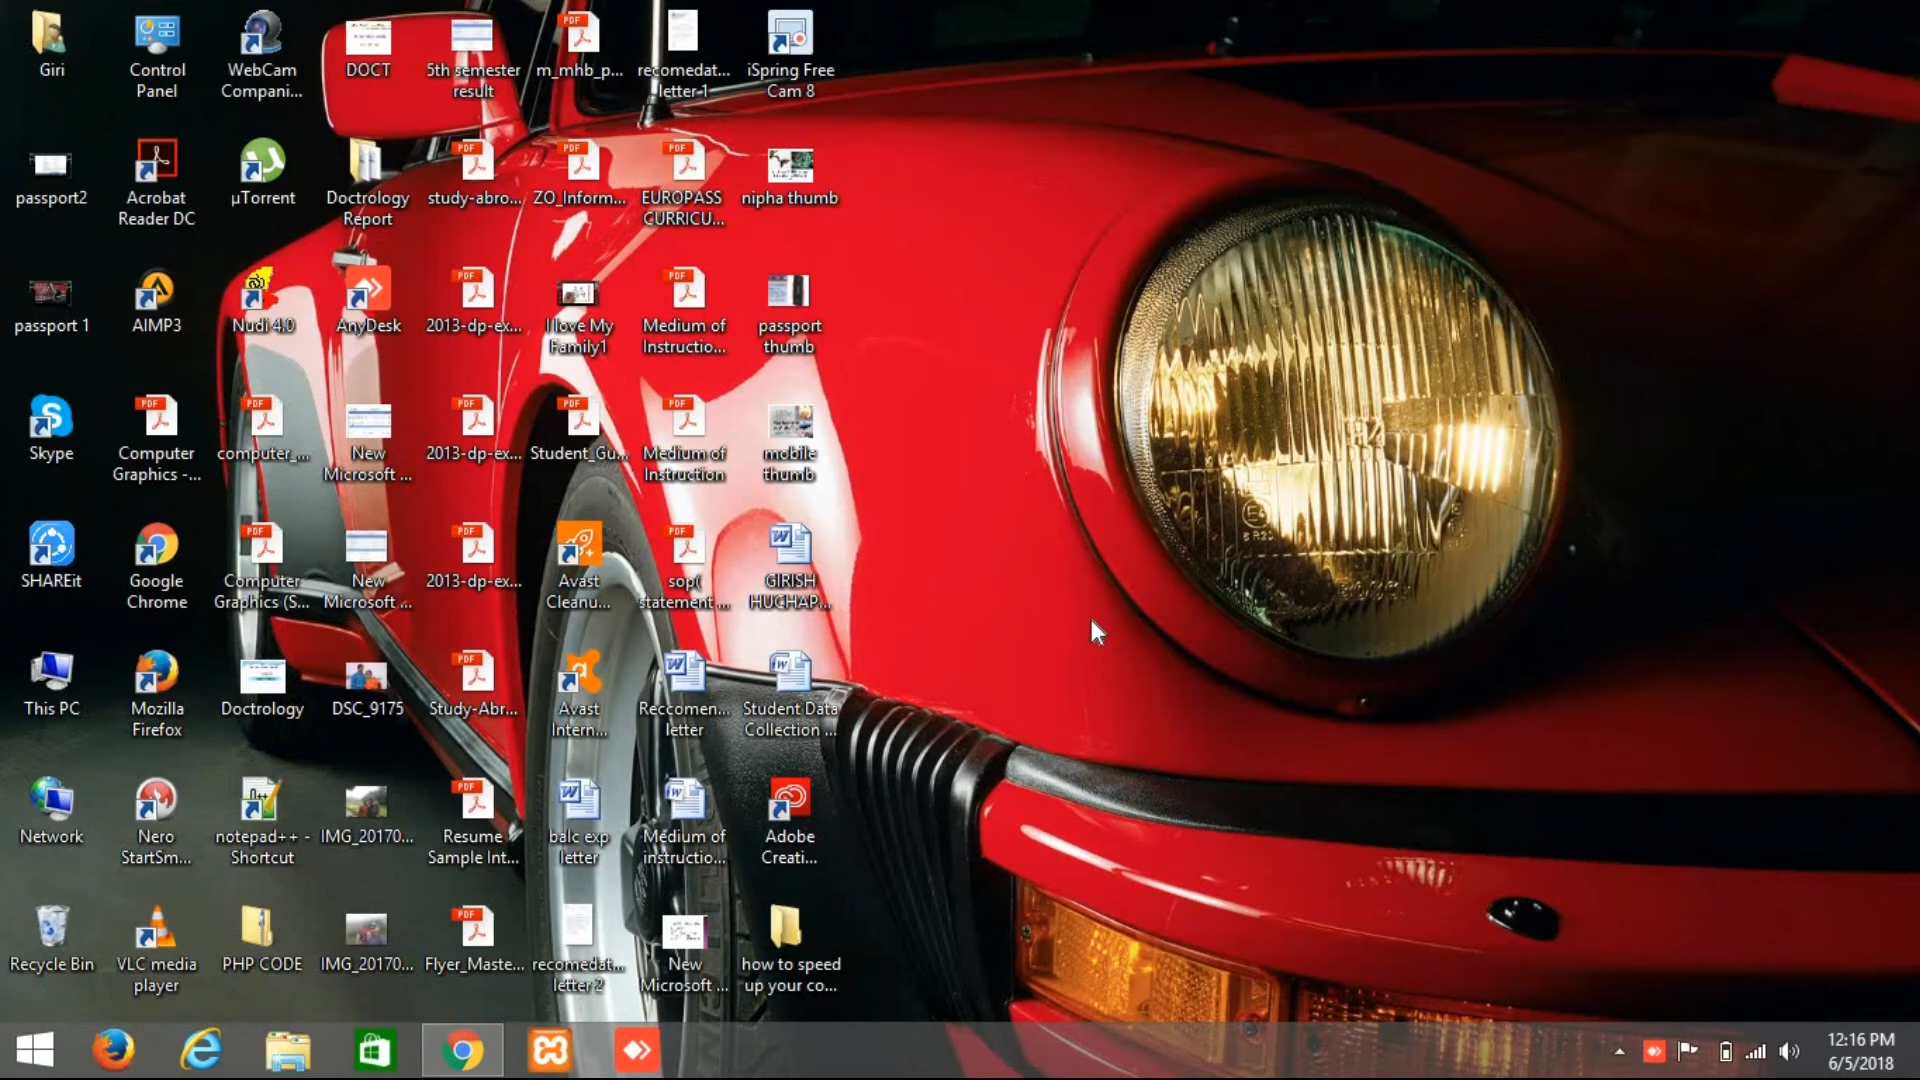 Giri
Control
Panel
WebCam
Compani...
DOCT
5th semester
result
m_mhb_p...
recomedat...
letter 1
iSpring Free
Cam 8
passport2
Acrobat
Reader DC
µTorrent
Doctrology
Report
study-abro...
ZO_Inform...
EUROPASS
CURRICU...
nipha thumb
passport 1
AIMP3
Nudi 4.0
AnyDesk
2013-dp-ex...
I love My
Family1
Medium of
Instructio...
passport
thumb
Skype
Computer
Graphics -...
computer_...
New
Microsoft ...
2013-dp-ex...
Student_Gu...
Medium of
Instruction
mobile
thumb
SHAREit
Google
Chrome
Computer
Graphics (S...
New
Microsoft ...
2013-dp-ex...
Avast
Cleanu...
sop(
statement ...
GIRISH
HUCHAP...
This PC
Mozilla
Firefox
Doctrology
DSC_9175
Study-Abr...
Avast
Intern...
Reccomen...
letter
Student Data
Collection ...
Network
Nero
StartSm...
notepad++ -
Shortcut
IMG_20170...
Resume
Sample Int...
balc exp
letter
Medium of
instructio...
Adobe
Creati...
Recycle Bin
VLC media
player
PHP CODE
IMG_20170...
Flyer_Maste...
recomedat...
letter 2
New
Microsoft ...
how to speed
up your co...
H4
BOSCH
12:16 PM
6/5/2018